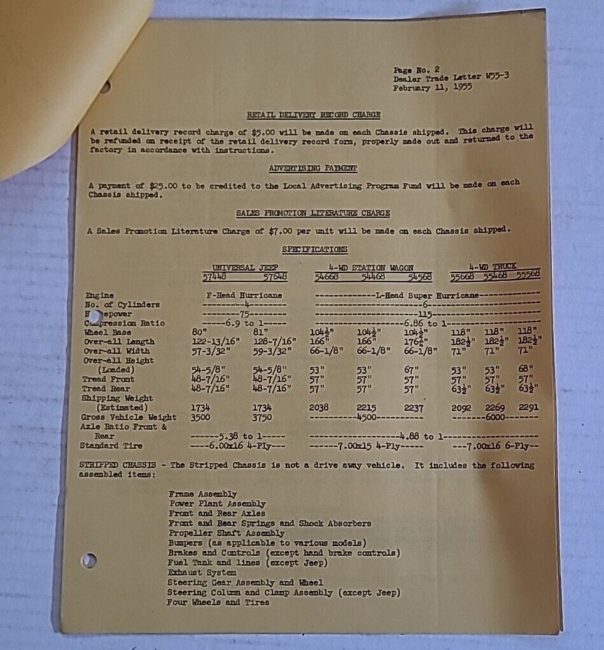 Page No. 2
Dealer Trade Letter W55-3
February 11, 1955
RETAIL DELIVERY RECORD CHARGE
A retail delivery record charge of $5.00 will be made on each Chassis shipped. This charge will
be refunded on receipt of the retail delivery record form, properly made out and returned to the
factory in accordance with instructions.
ADVERTISING PAYMENT
A payment of $25.00 to be credited to the Local Advertising Program Fund will be made on each
Chassis shipped.
SALES PROMOTION LITERATURE CHARGE
A Sales Promotion Literature Charge of $7.00 per unit will be made on each Chassis shipped.
SPECIFICATIONS
UNIVERSAL JEEP 4-WD STATION WAGON 4-WD TRUCK
57448 57648 54668 54468 54568 55668 55468 55568
Engine F-Head Hurricane ------------L-Head Super Hurricane------------
No. of Cylinders --------4-------- ------------6------------
--------75-------- ------------115------------
Compression Ratio -----6.9 to 1----- ------------6.86 to 1------------
Wheel Base 80" 81" 104½" 104½" 104½" 118" 118" 118"
Over-all Length 122-13/16" 128-7/16" 166" 166" 176½" 182½" 182½" 182½"
Over-all Width 57-3/32" 59-3/32" 66-1/8" 66-1/8" 66-1/8" 71" 71" 71"
Over-all Height
(Loaded) 54-5/8" 54-5/8" 53" 53" 67" 53" 53" 68"
Tread Front 48-7/16" 48-7/16" 57" 57" 57" 57" 57" 57"
Tread Rear 48-7/16" 48-7/16" 57" 57" 57" 63½" 63½" 63½"
Shipping Weight
(Estimated) 1734 1734 2038 2215 2237 2092 2269 2291
Gross Vehicle Weight 3500 3750 --------4500-------- --------6000--------
Axle Ratio Front &
Rear -----5.38 to 1----- ------------4.88 to 1------------
Standard Tire ----6.00x16 4-Ply--- -----7.00x15 4-Ply----- ---7.00x16 6-Ply---
STRIPPED CHASSIS - The Stripped Chassis is not a drive away vehicle. It includes the following
assembled items:
Frame Assembly
Power Plant Assembly
Front and Rear Axles
Front and Rear Springs and Shock Absorbers
Propeller Shaft Assembly
Bumpers (as applicable to various models)
Brakes and Controls (except hand brake controls)
Fuel Tank and lines (except Jeep)
Exhaust System
Steering Gear Assembly and Wheel
Steering Column and Clamp Assembly (except Jeep)
Four Wheels and Tires